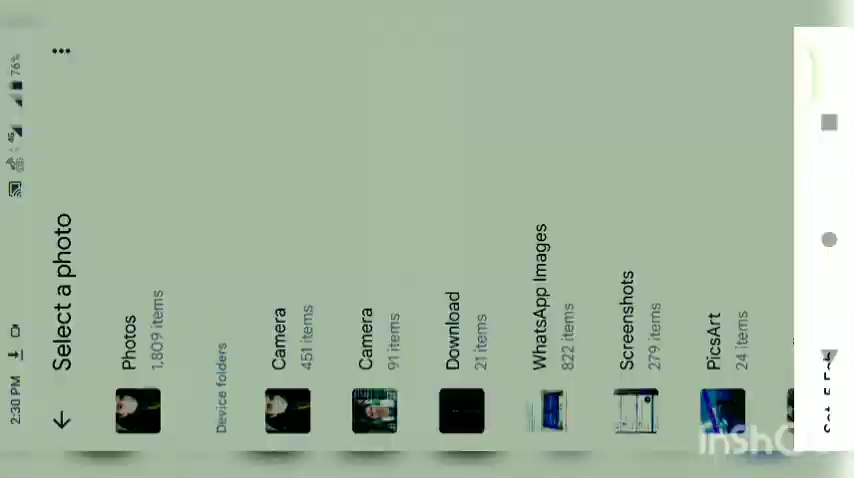 2:30 PM
4G
76%
Select a photo
Photos
1,809 items
Device folders
Camera
451 items
Camera
91 items
Download
21 items
WhatsApp Images
822 items
Screenshots
279 items
PicsArt
24 items